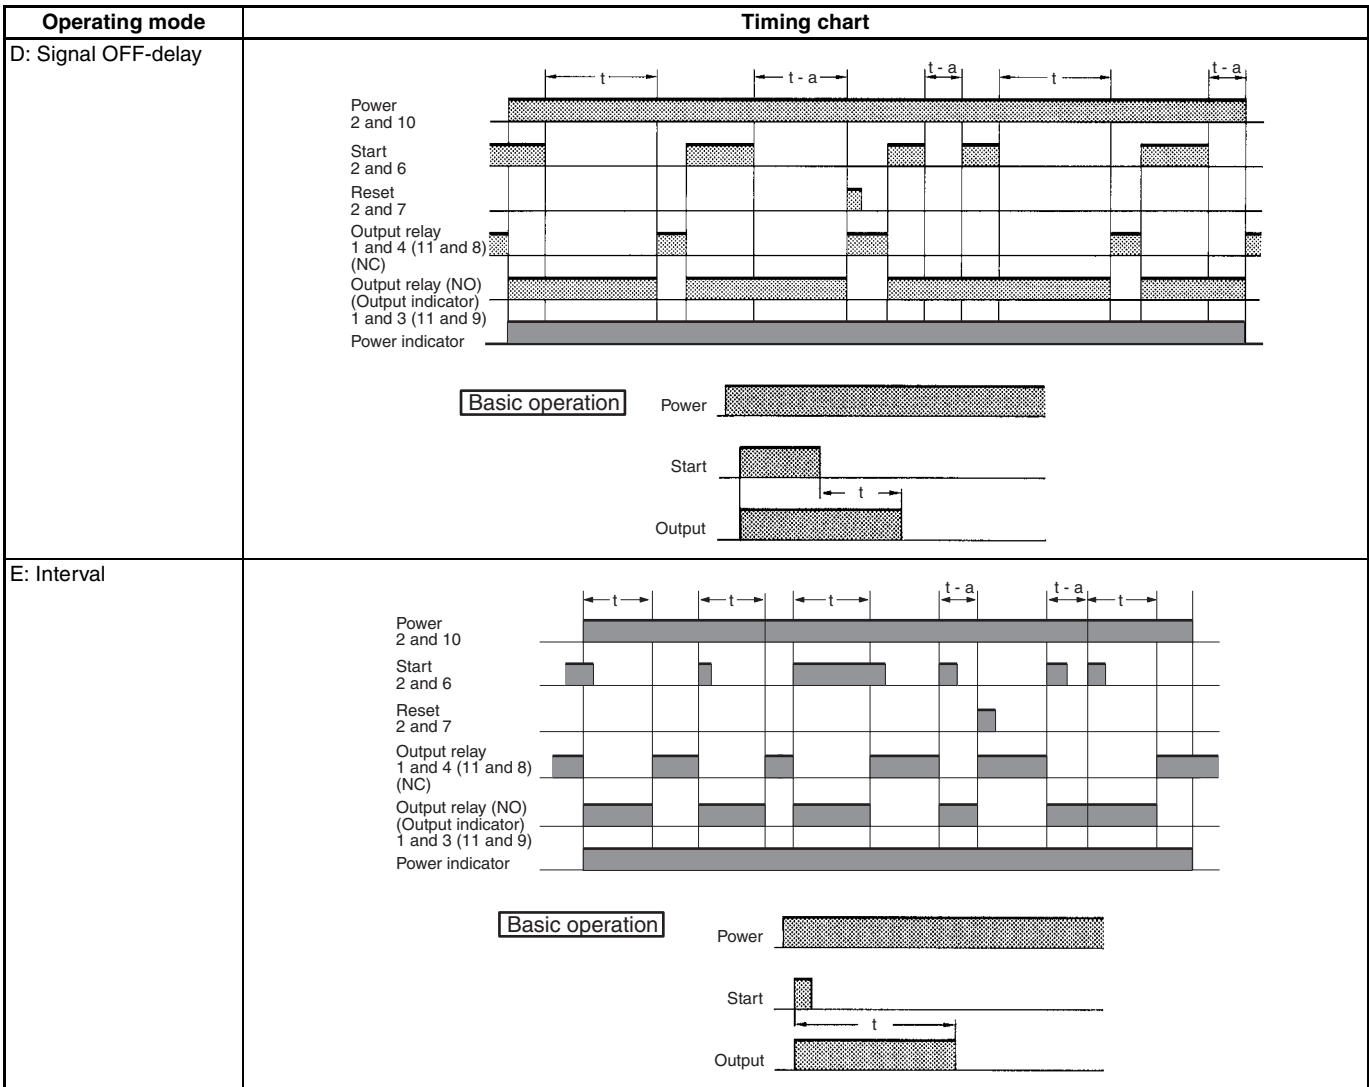 Operating mode
Timing chart
D: Signal OFF-delay
t
t - a
t - a
t
t - a
Power
2 and 10
Start
2 and 6
Reset
2 and 7
Output relay
1 and 4 (11 and 8)
(NC)
Output relay (NO)
(Output indicator)
1 and 3 (11 and 9)
Power indicator
Basic operation
Power
Start
t
Output
E: Interval
t
t
t
t - a
t - a
t
Power
2 and 10
Start
2 and 6
Reset
2 and 7
Output relay
1 and 4 (11 and 8)
(NC)
Output relay (NO)
(Output indicator)
1 and 3 (11 and 9)
Power indicator
Basic operation
Power
Start
t
Output